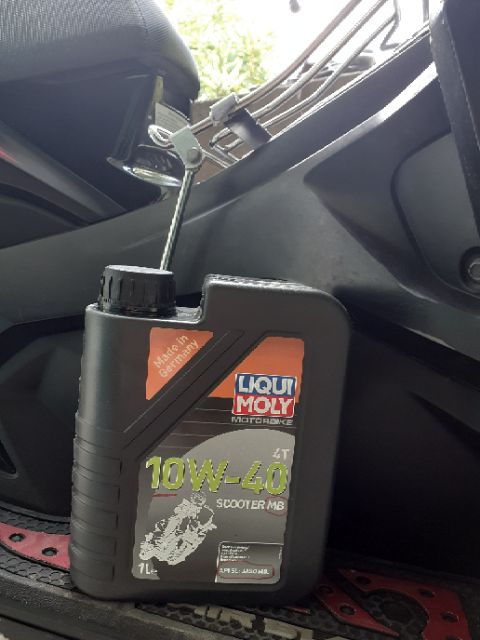 Made in
Germany
LIQUI
MOLY
MOTORBIKE
4T
10W-40
SCOOTER MB
1L